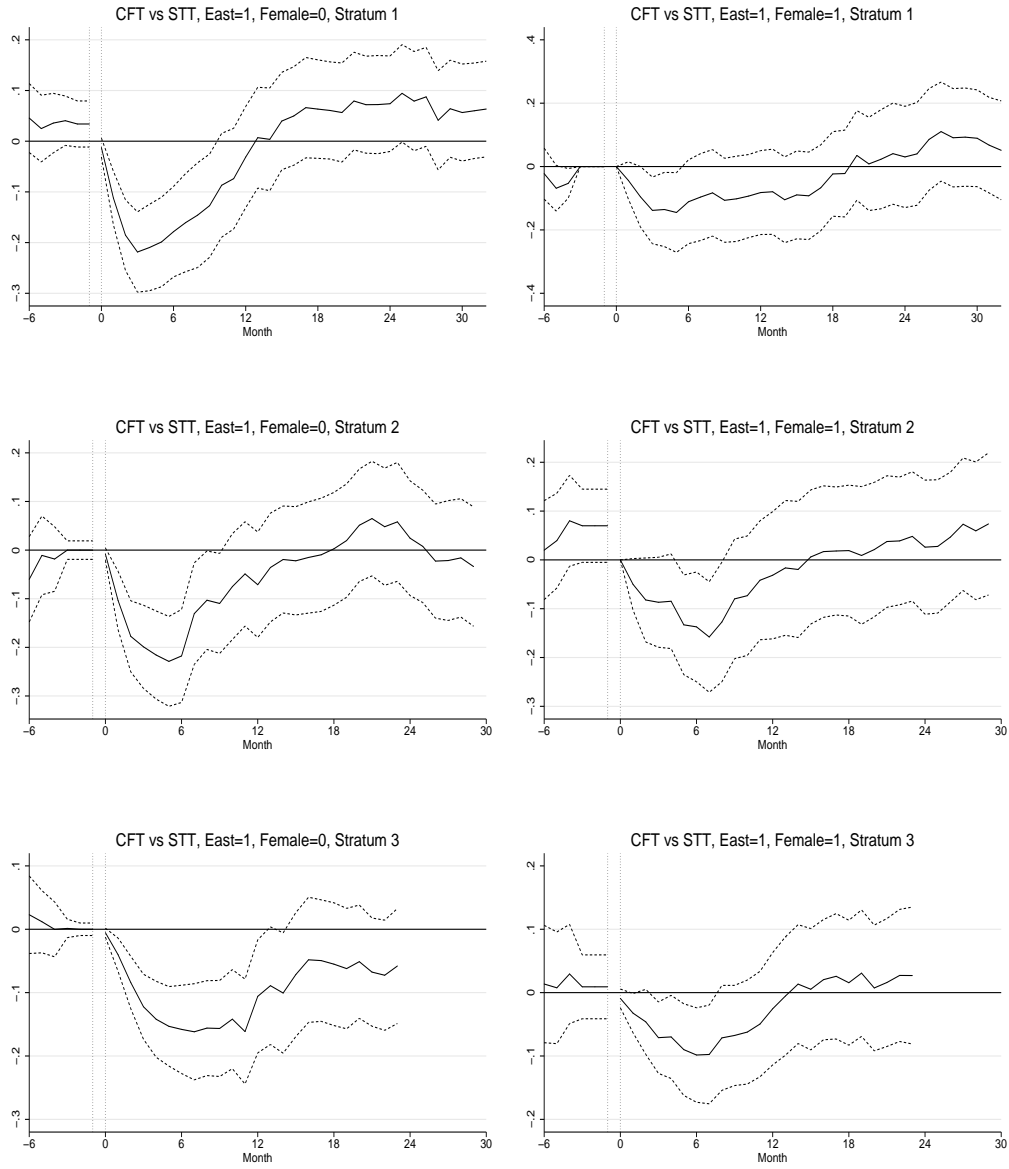 CFT vs STT, East=1, Female=0, Stratum 1
.2
.1
0
−.1
−.2
−.3
−6 0 6 12 18 24 30
Month
CFT vs STT, East=1, Female=1, Stratum 1
.4
.2
0
−.2
−.4
−6 0 6 12 18 24 30
Month
CFT vs STT, East=1, Female=0, Stratum 2
.2
.1
0
−.1
−.2
−.3
−6 0 6 12 18 24 30
Month
CFT vs STT, East=1, Female=1, Stratum 2
.2
.1
0
−.1
−.2
−.3
−6 0 6 12 18 24 30
Month
CFT vs STT, East=1, Female=0, Stratum 3
.1
0
−.1
−.2
−.3
−6 0 6 12 18 24 30
Month
CFT vs STT, East=1, Female=1, Stratum 3
.2
.1
0
−.1
−.2
−6 0 6 12 18 24 30
Month